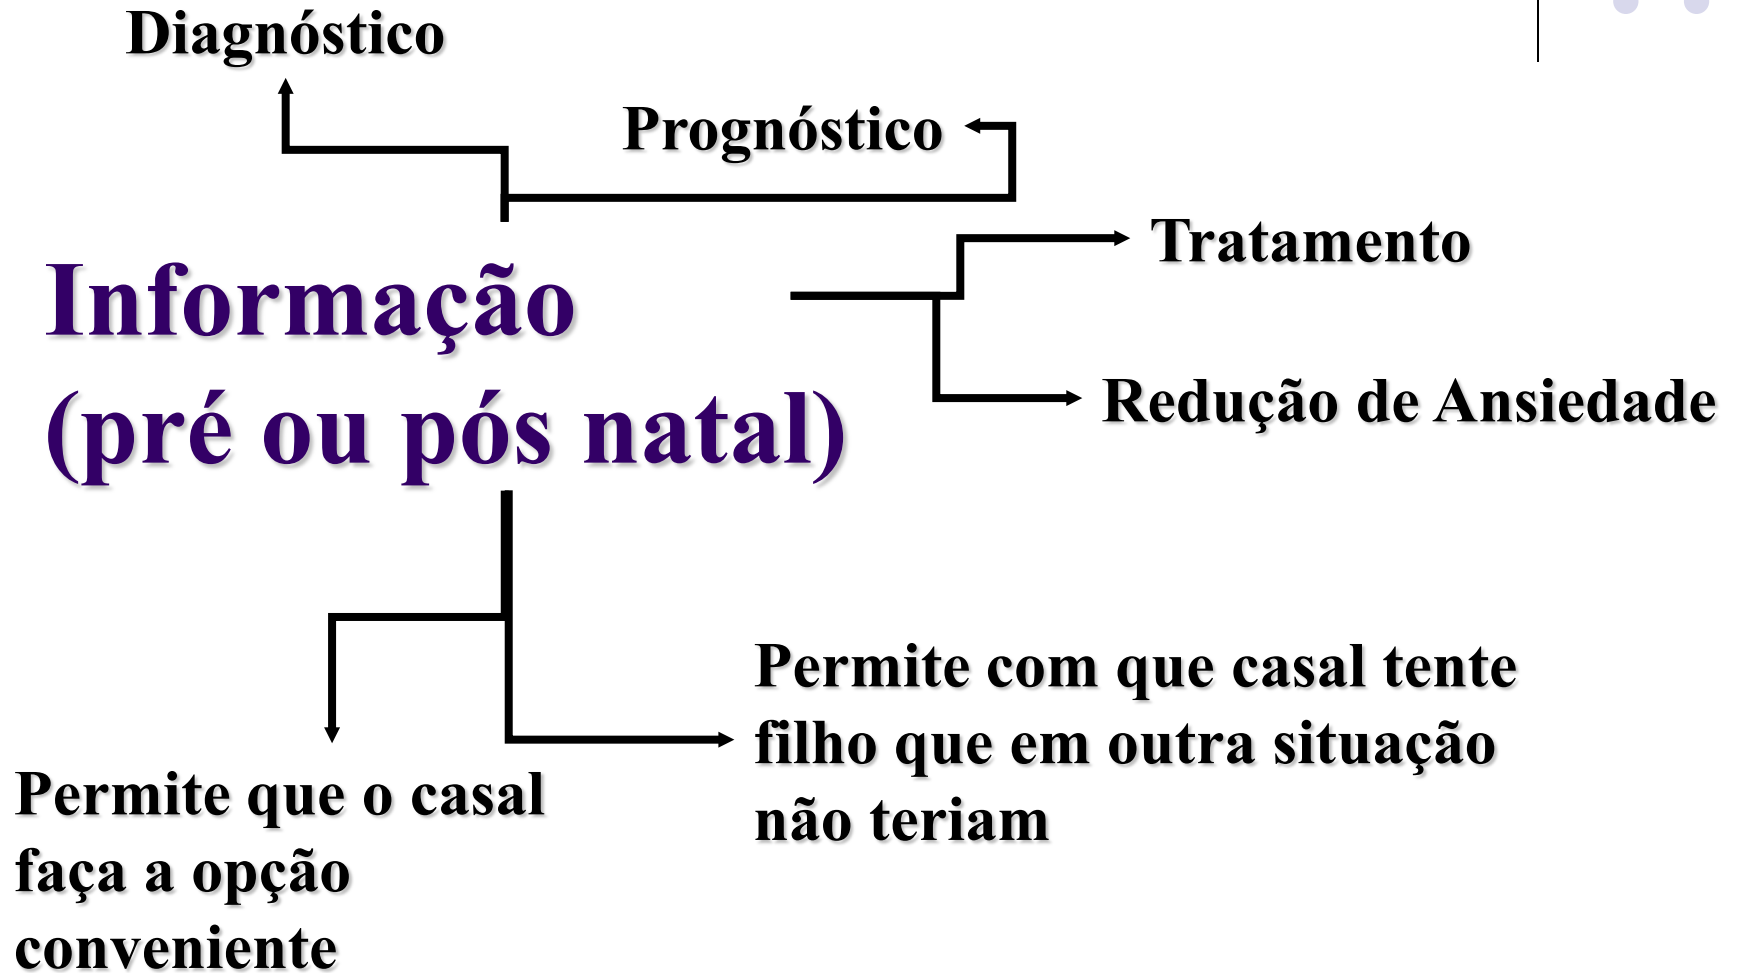 Diagnóstico
Prognóstico
Tratamento
Informação
(pré ou pós natal)
Redução de Ansiedade
Permite com que casal tente
filho que em outra situação
não teriam
Permite que o casal
faça a opção
conveniente